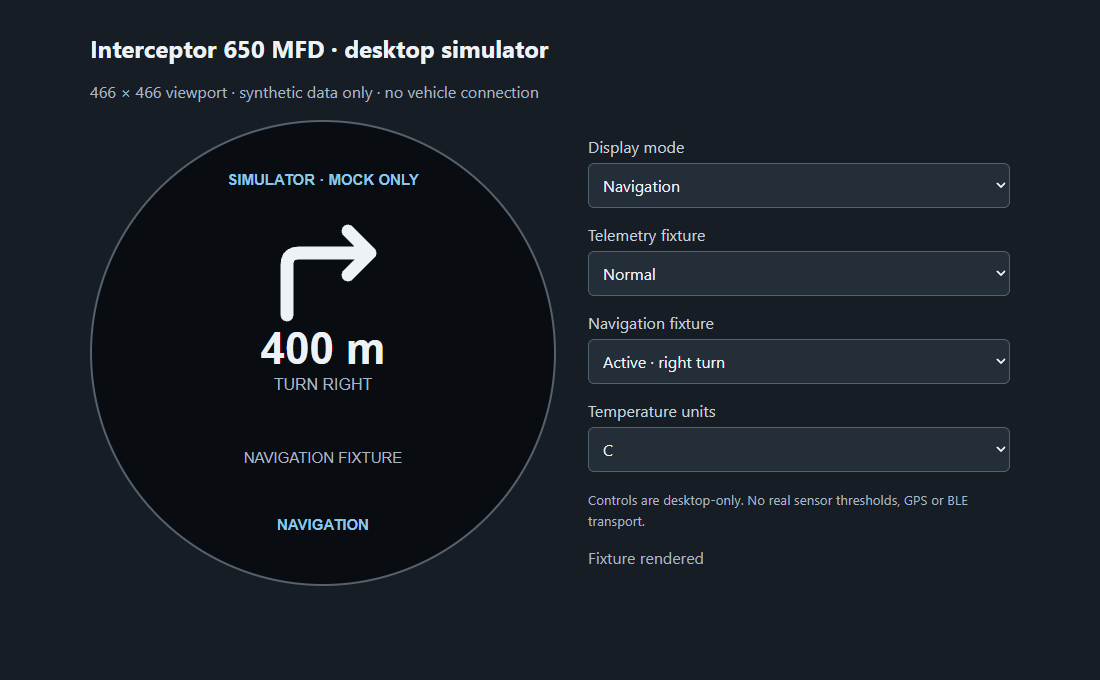 Interceptor 650 MFD · desktop simulator
466 × 466 viewport · synthetic data only · no vehicle connection
SIMULATOR · MOCK ONLY
400 m
TURN RIGHT
NAVIGATION FIXTURE
NAVIGATION
Display mode
Navigation
Telemetry fixture
Normal
Navigation fixture
Active · right turn
Temperature units
C
Controls are desktop-only. No real sensor thresholds, GPS or BLE
transport.
Fixture rendered